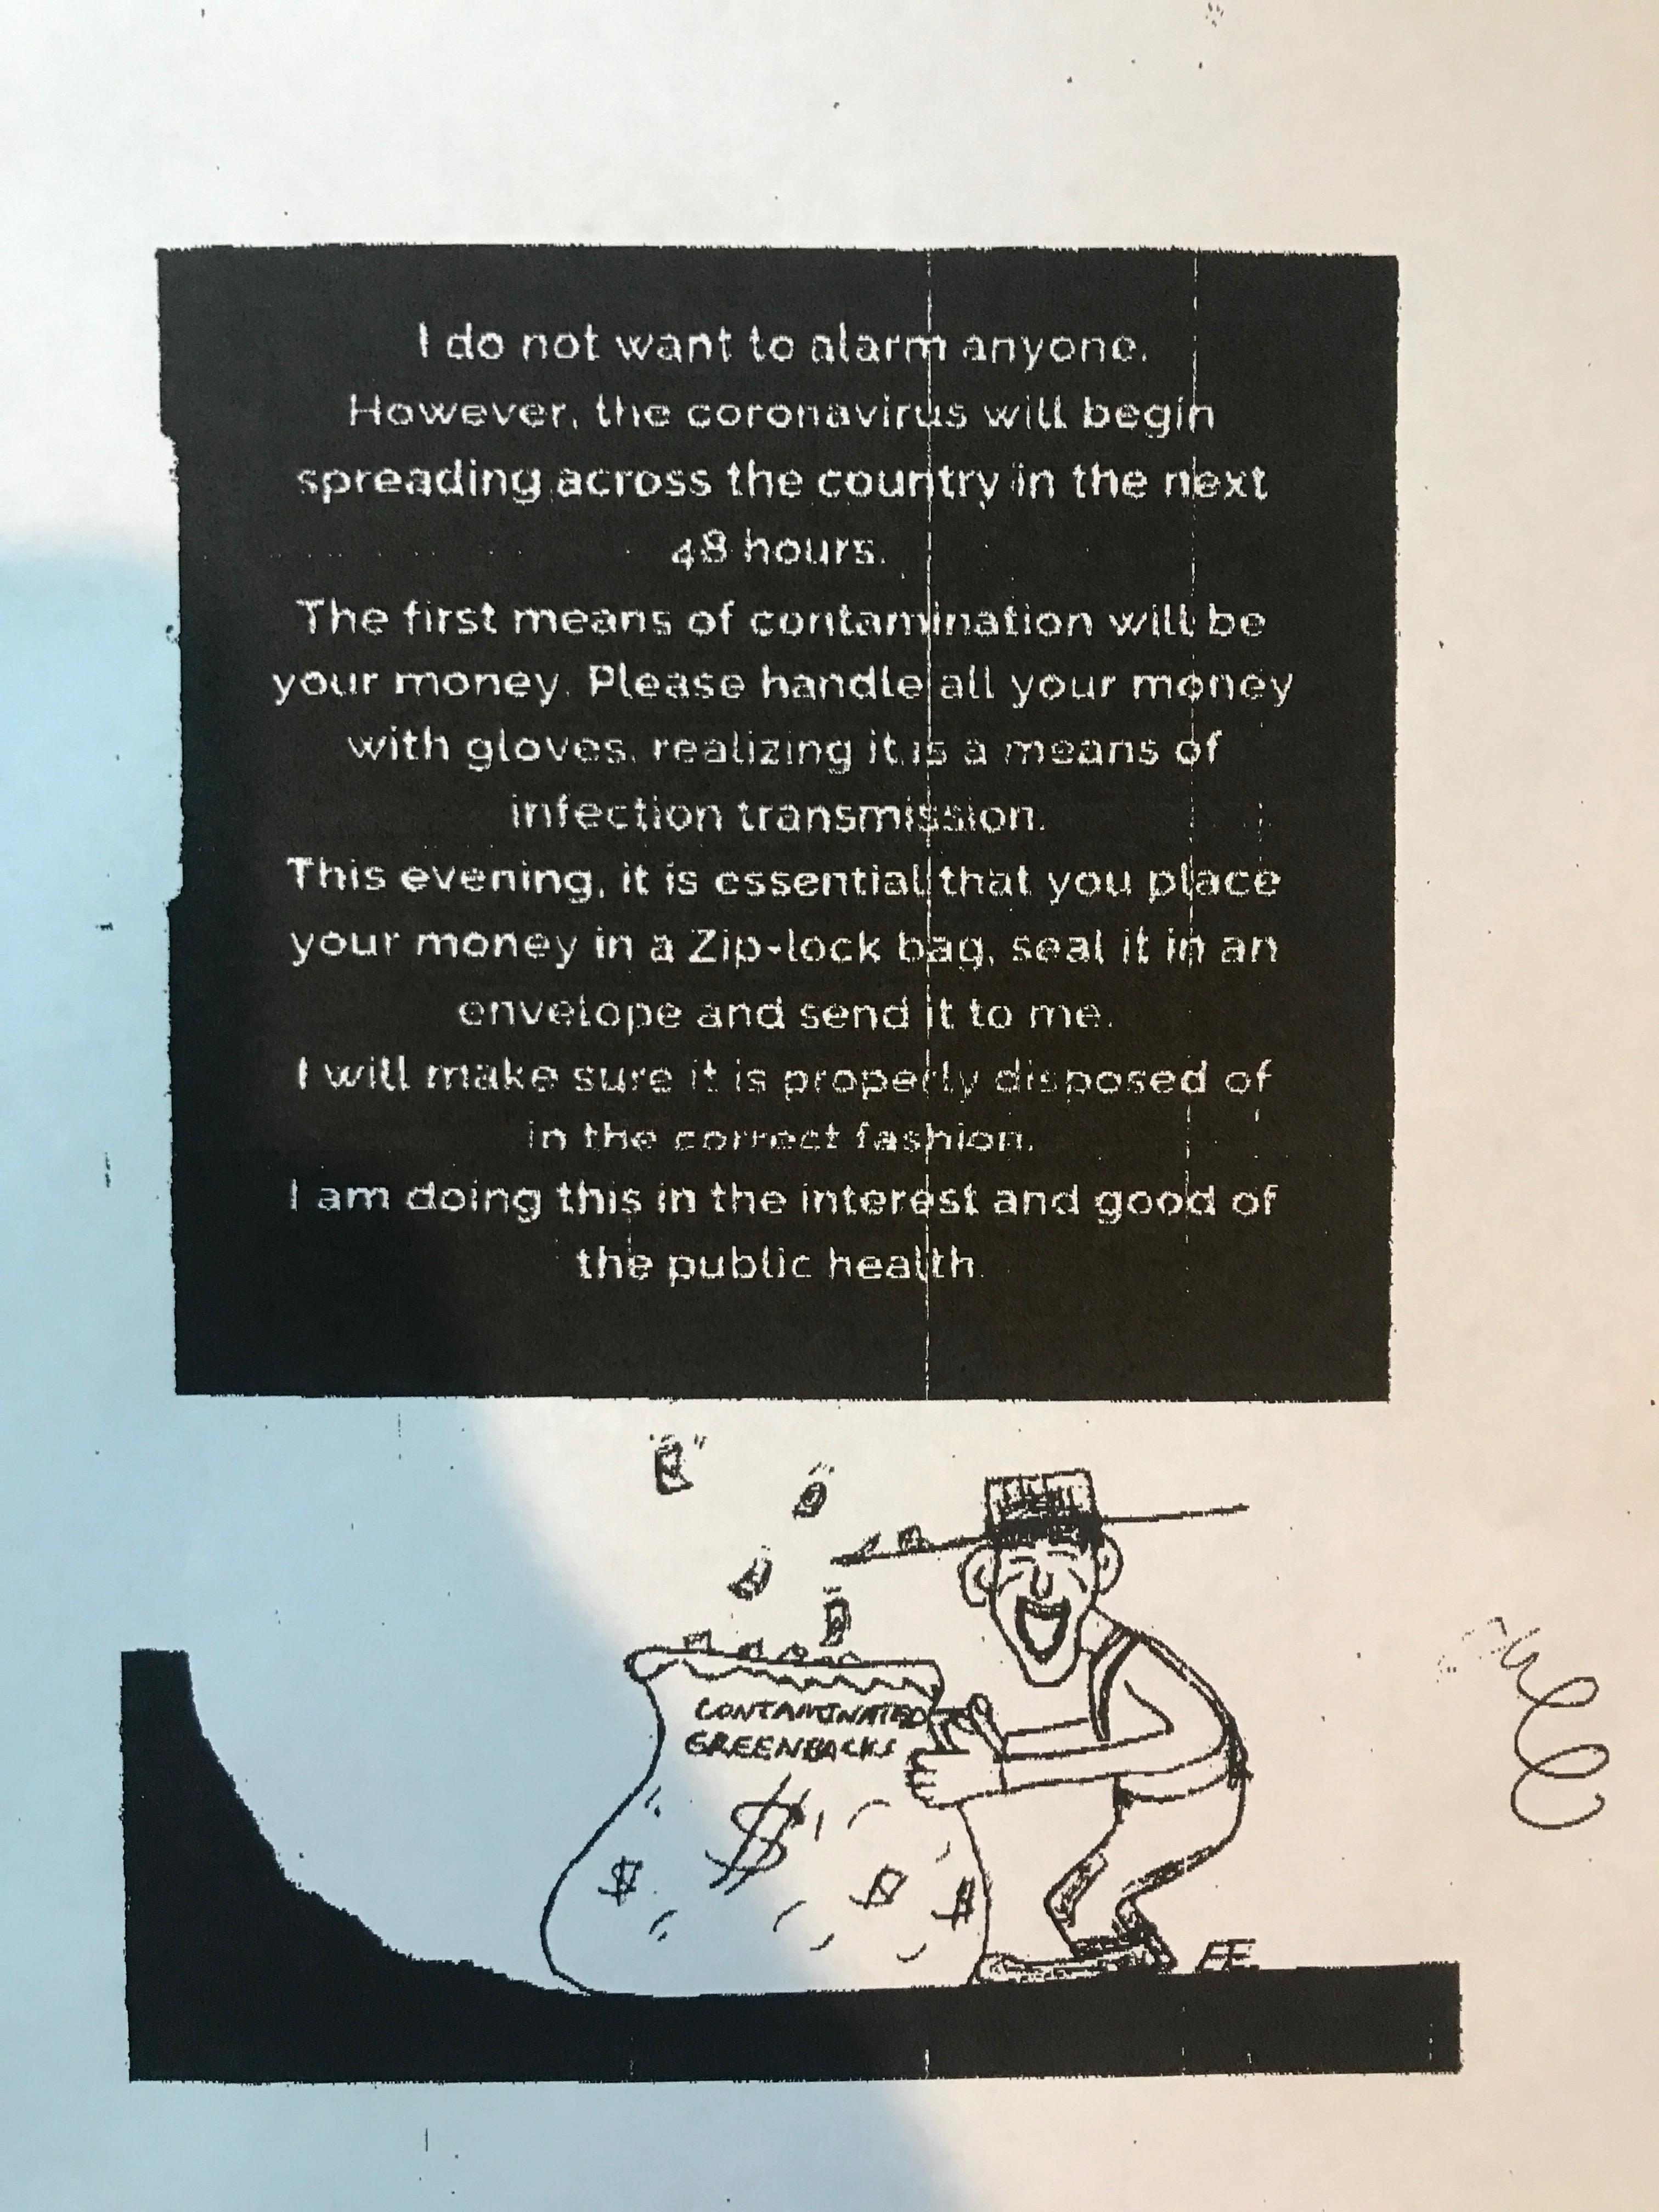 I do not want to alarm anyone.
However, the coronavirus will begin
spreading across the country in the next
48 hours.
The first means of contamination will be
your money. Please handle all your money
with gloves, realizing it is a means of
infection transmission.
This evening, it is essential that you place
your money in a Zip-lock bag, seal it in an
envelope and send it to me.
I will make sure it is properly disposed of
in the correct fashion.
I am doing this in the interest and good of
the public health.
CONTAMINATED
GREENBACKS
$
$ $ $
EE